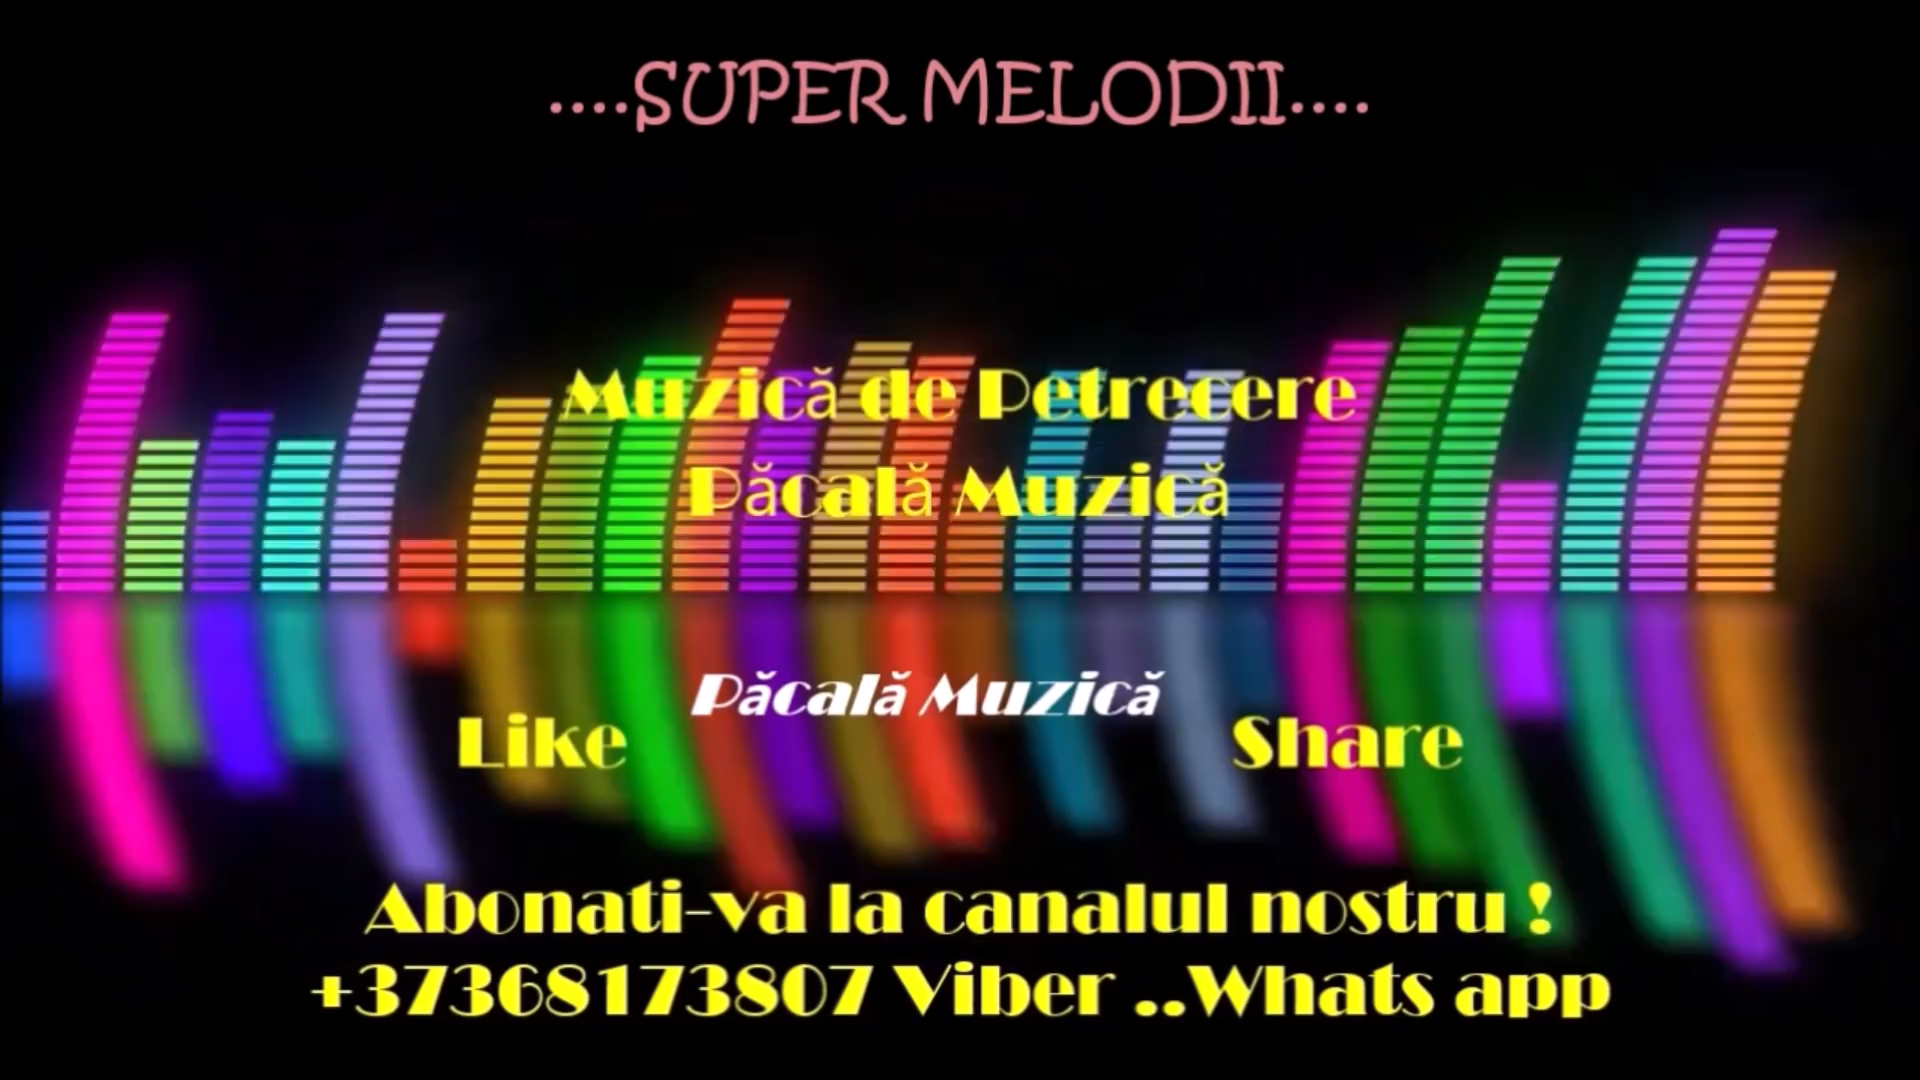 ....SUPER MELODII....
Muzică de Petrecere
Păcală Muzică
Păcală Muzică
Like
Share
Abonati-va la canalul nostru !
+37368173807 Viber ..Whats app